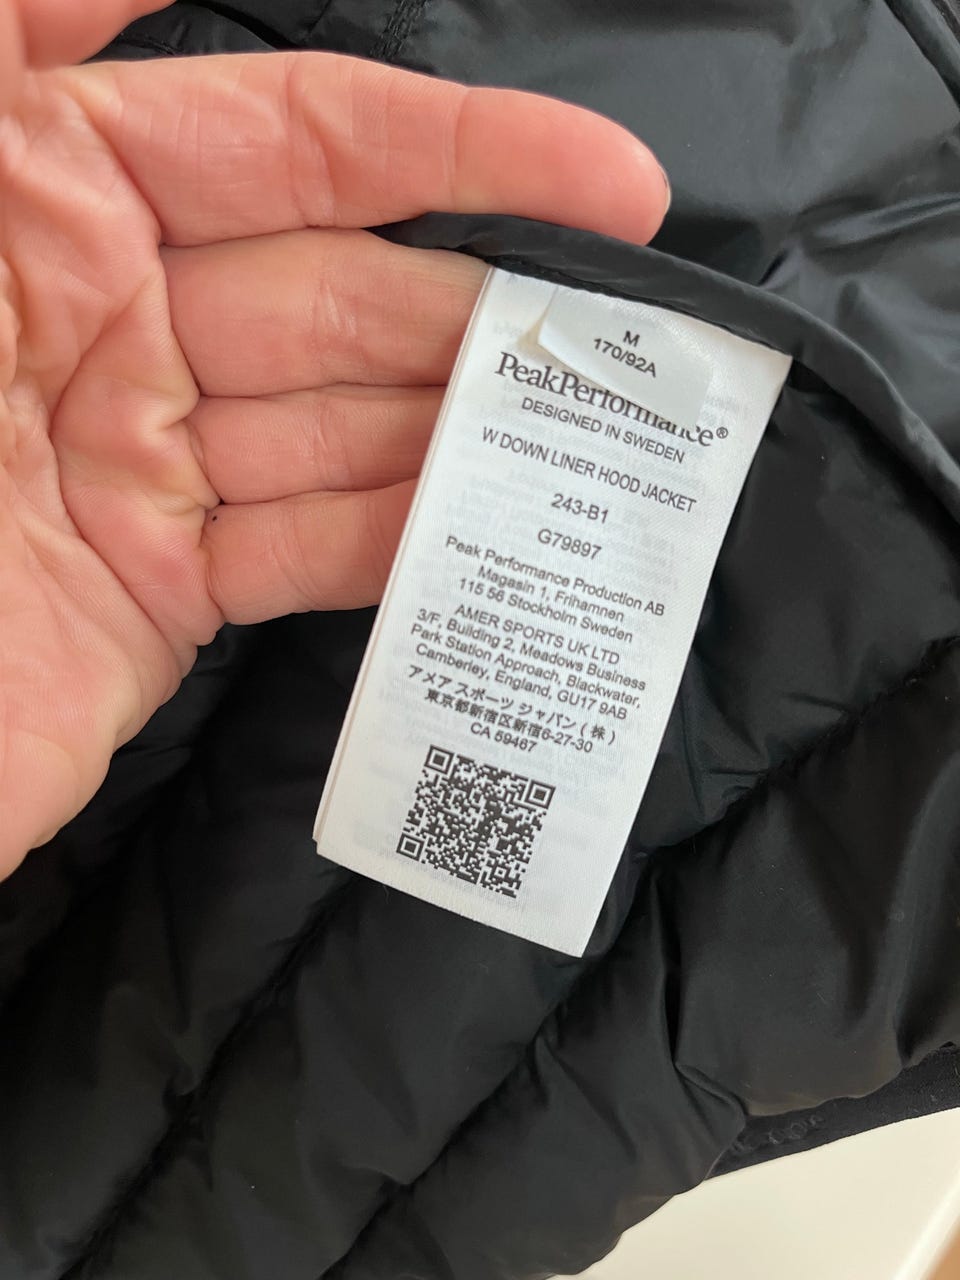 M
170/92A
PeakPerformance®
DESIGNED IN SWEDEN
W DOWN LINER HOOD JACKET
243-B1
G79897
Peak Performance Production AB
Magasin 1, Frihamnen
115 56 Stockholm Sweden
AMER SPORTS UK LTD
3/F, Building 2, Meadows Business
Park Station Approach, Blackwater,
Camberley, England, GU17 9AB
アメア スポーツ ジャパン ( 株 )
東京都新宿区新宿6-27-30
CA 59467